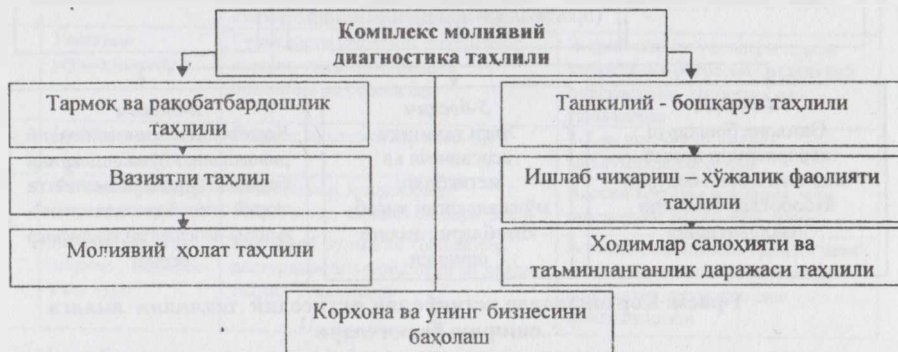 Комплекс молиявий
диагностика таҳлили
Тармоқ ва рақобатбардошлик
таҳлили
Ташкилий - бошқарув таҳлили
Вазиятли таҳлил
Ишлаб чиқариш – хўжалик фаолияти
таҳлили
Молиявий ҳолат таҳлили
Ходимлар салоҳияти ва
таъминланганлик даражаси таҳлили
Корхона ва унинг бизнесини
баҳолаш